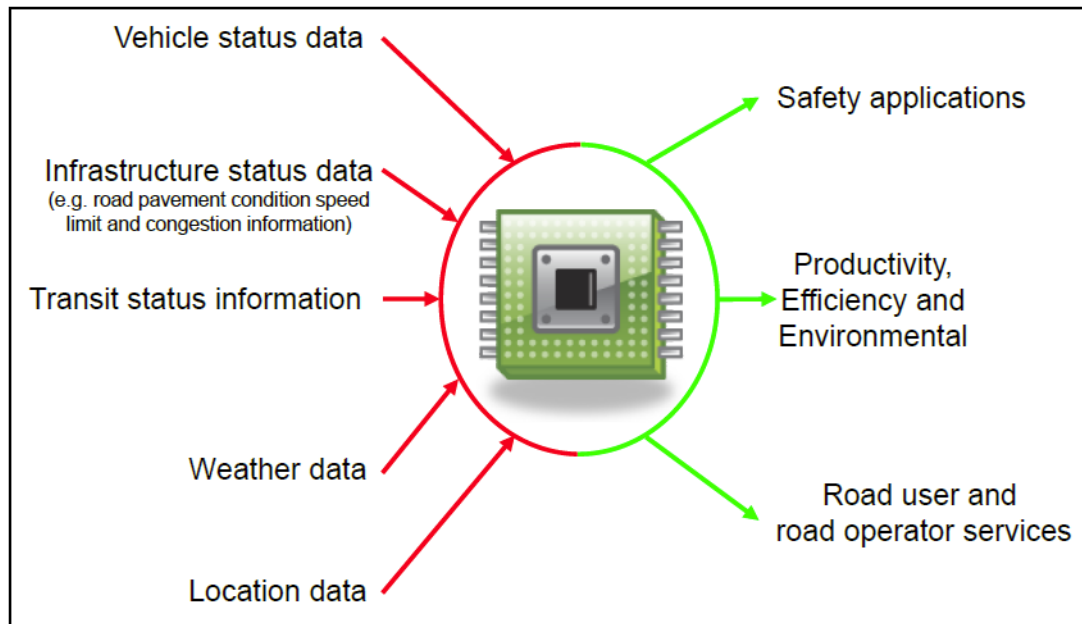 Vehicle status data
Infrastructure status data
(e.g. road pavement condition speed
limit and congestion information)
Transit status information
Weather data
Location data
Safety applications
Productivity,
Efficiency and
Environmental
Road user and
road operator services